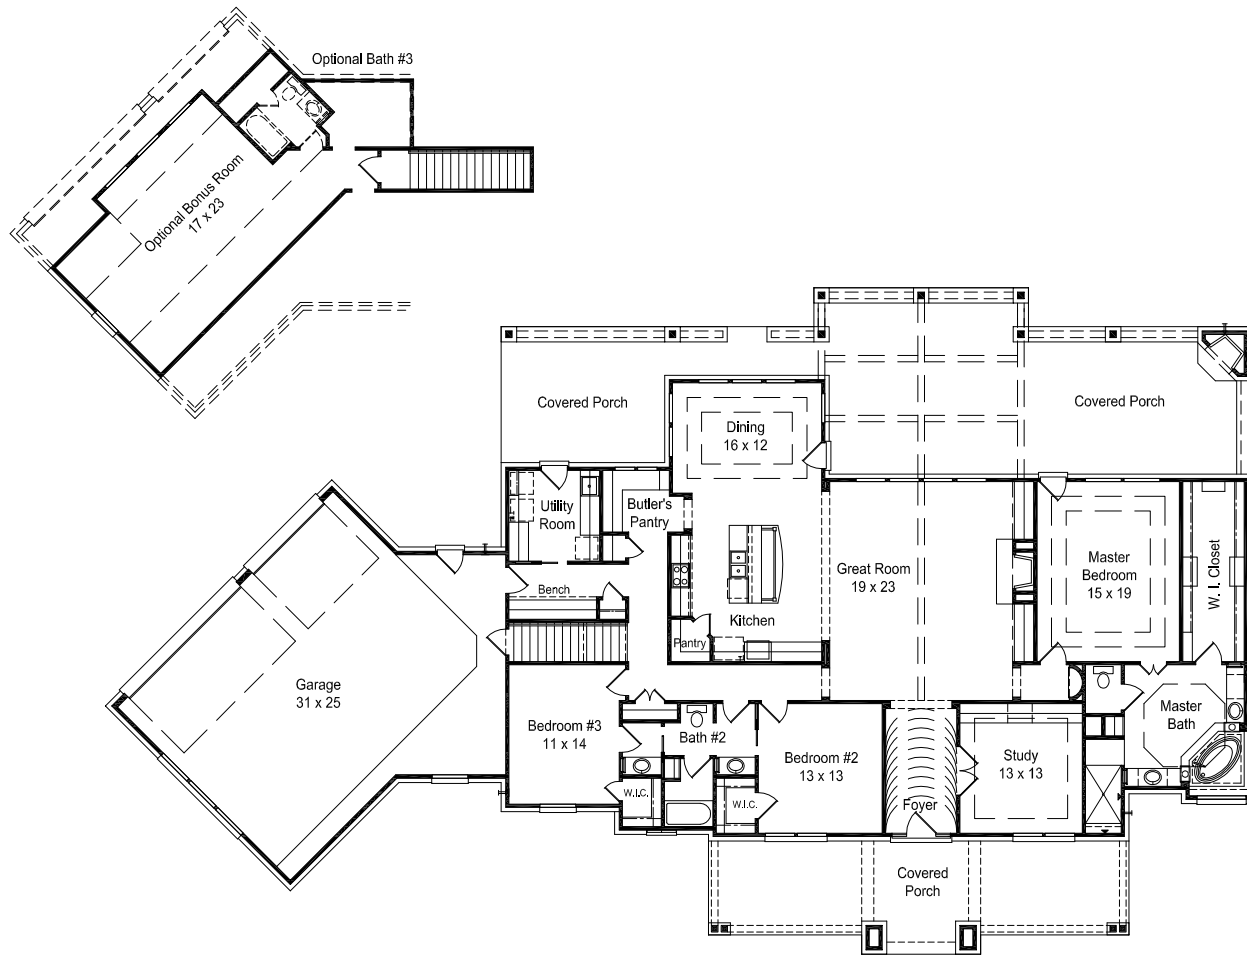 Optional Bath #3
Optional Bonus Room
17 x 23
Covered Porch
Dining
16 x 12
Covered Porch
Utility
Room
Butler's
Pantry
Great Room
19 x 23
Master
Bedroom
15 x 19
W. I. Closet
Bench
Kitchen
Pantry
Garage
31 x 25
Bedroom #3
11 x 14
Bath #2
Bedroom #2
13 x 13
Study
13 x 13
Master
Bath
W.I.C.
W.I.C.
Foyer
Covered
Porch